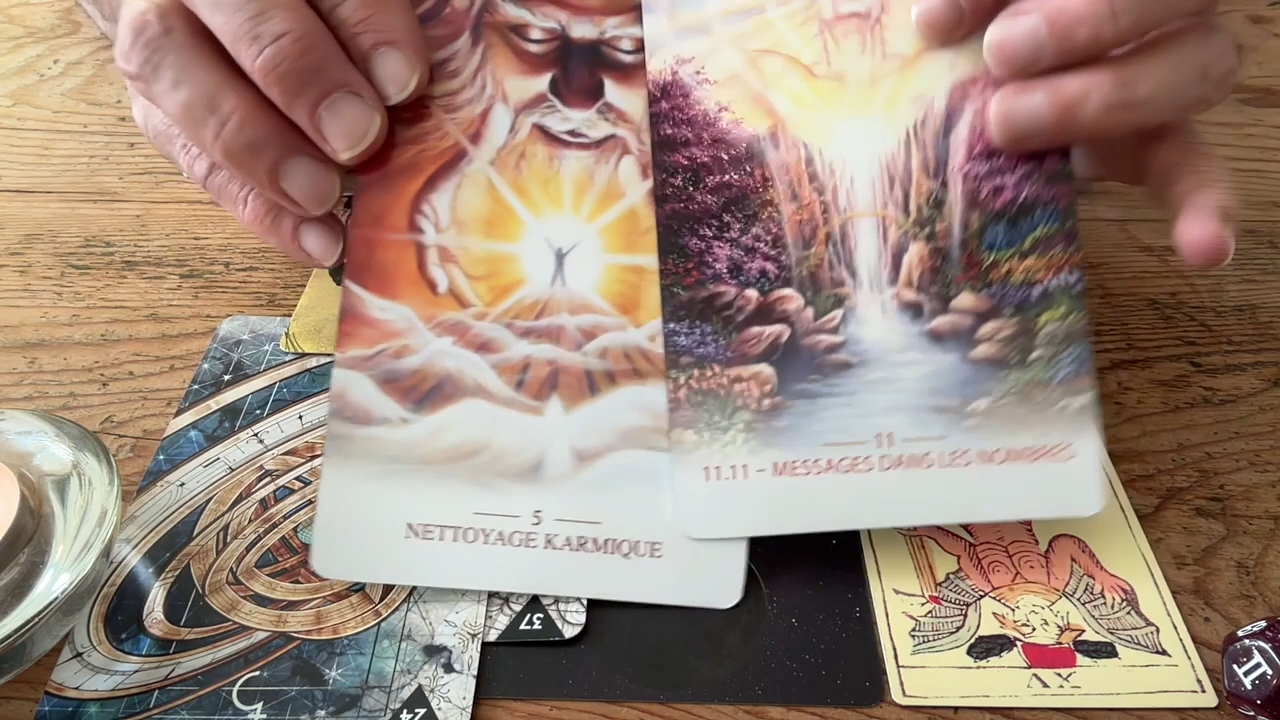 5
NETTOYAGE KARMIQUE
11
11.11 - MESSAGES DANS LES NOMBRES
37
24
XV